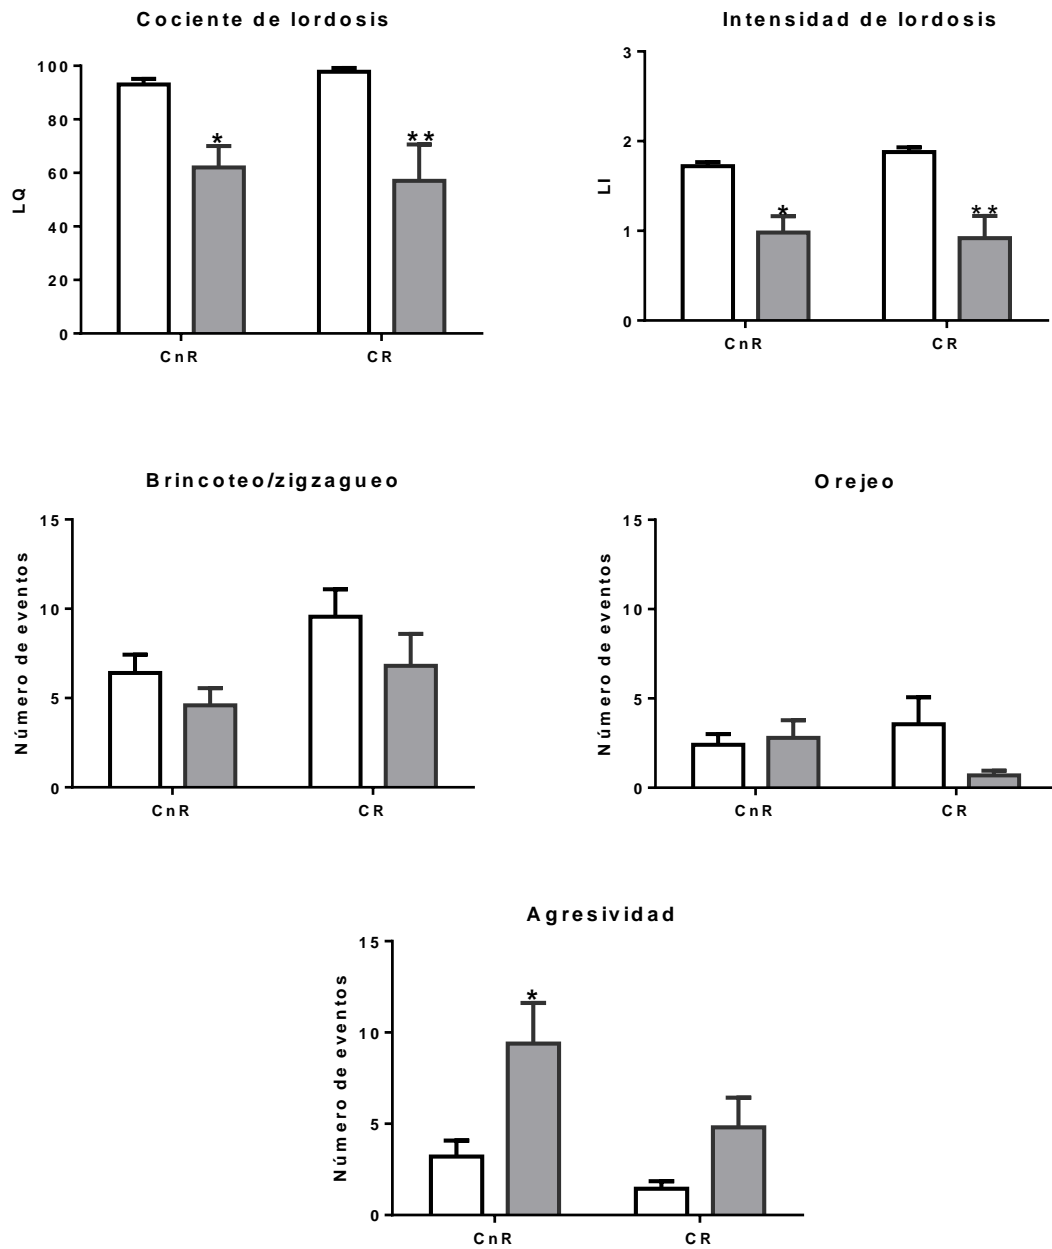 Cociente de lordosis
100
80
60
40
20
0
LQ
*
**
CnR
CR
Intensidad de lordosis
3
2
1
0
LI
*
**
CnR
CR
Brincoteo/zigzagueo
15
10
5
0
Número de eventos
CnR
CR
Orejeo
15
10
5
0
Número de eventos
CnR
CR
Agresividad
15
10
5
0
Número de eventos
*
CnR
CR